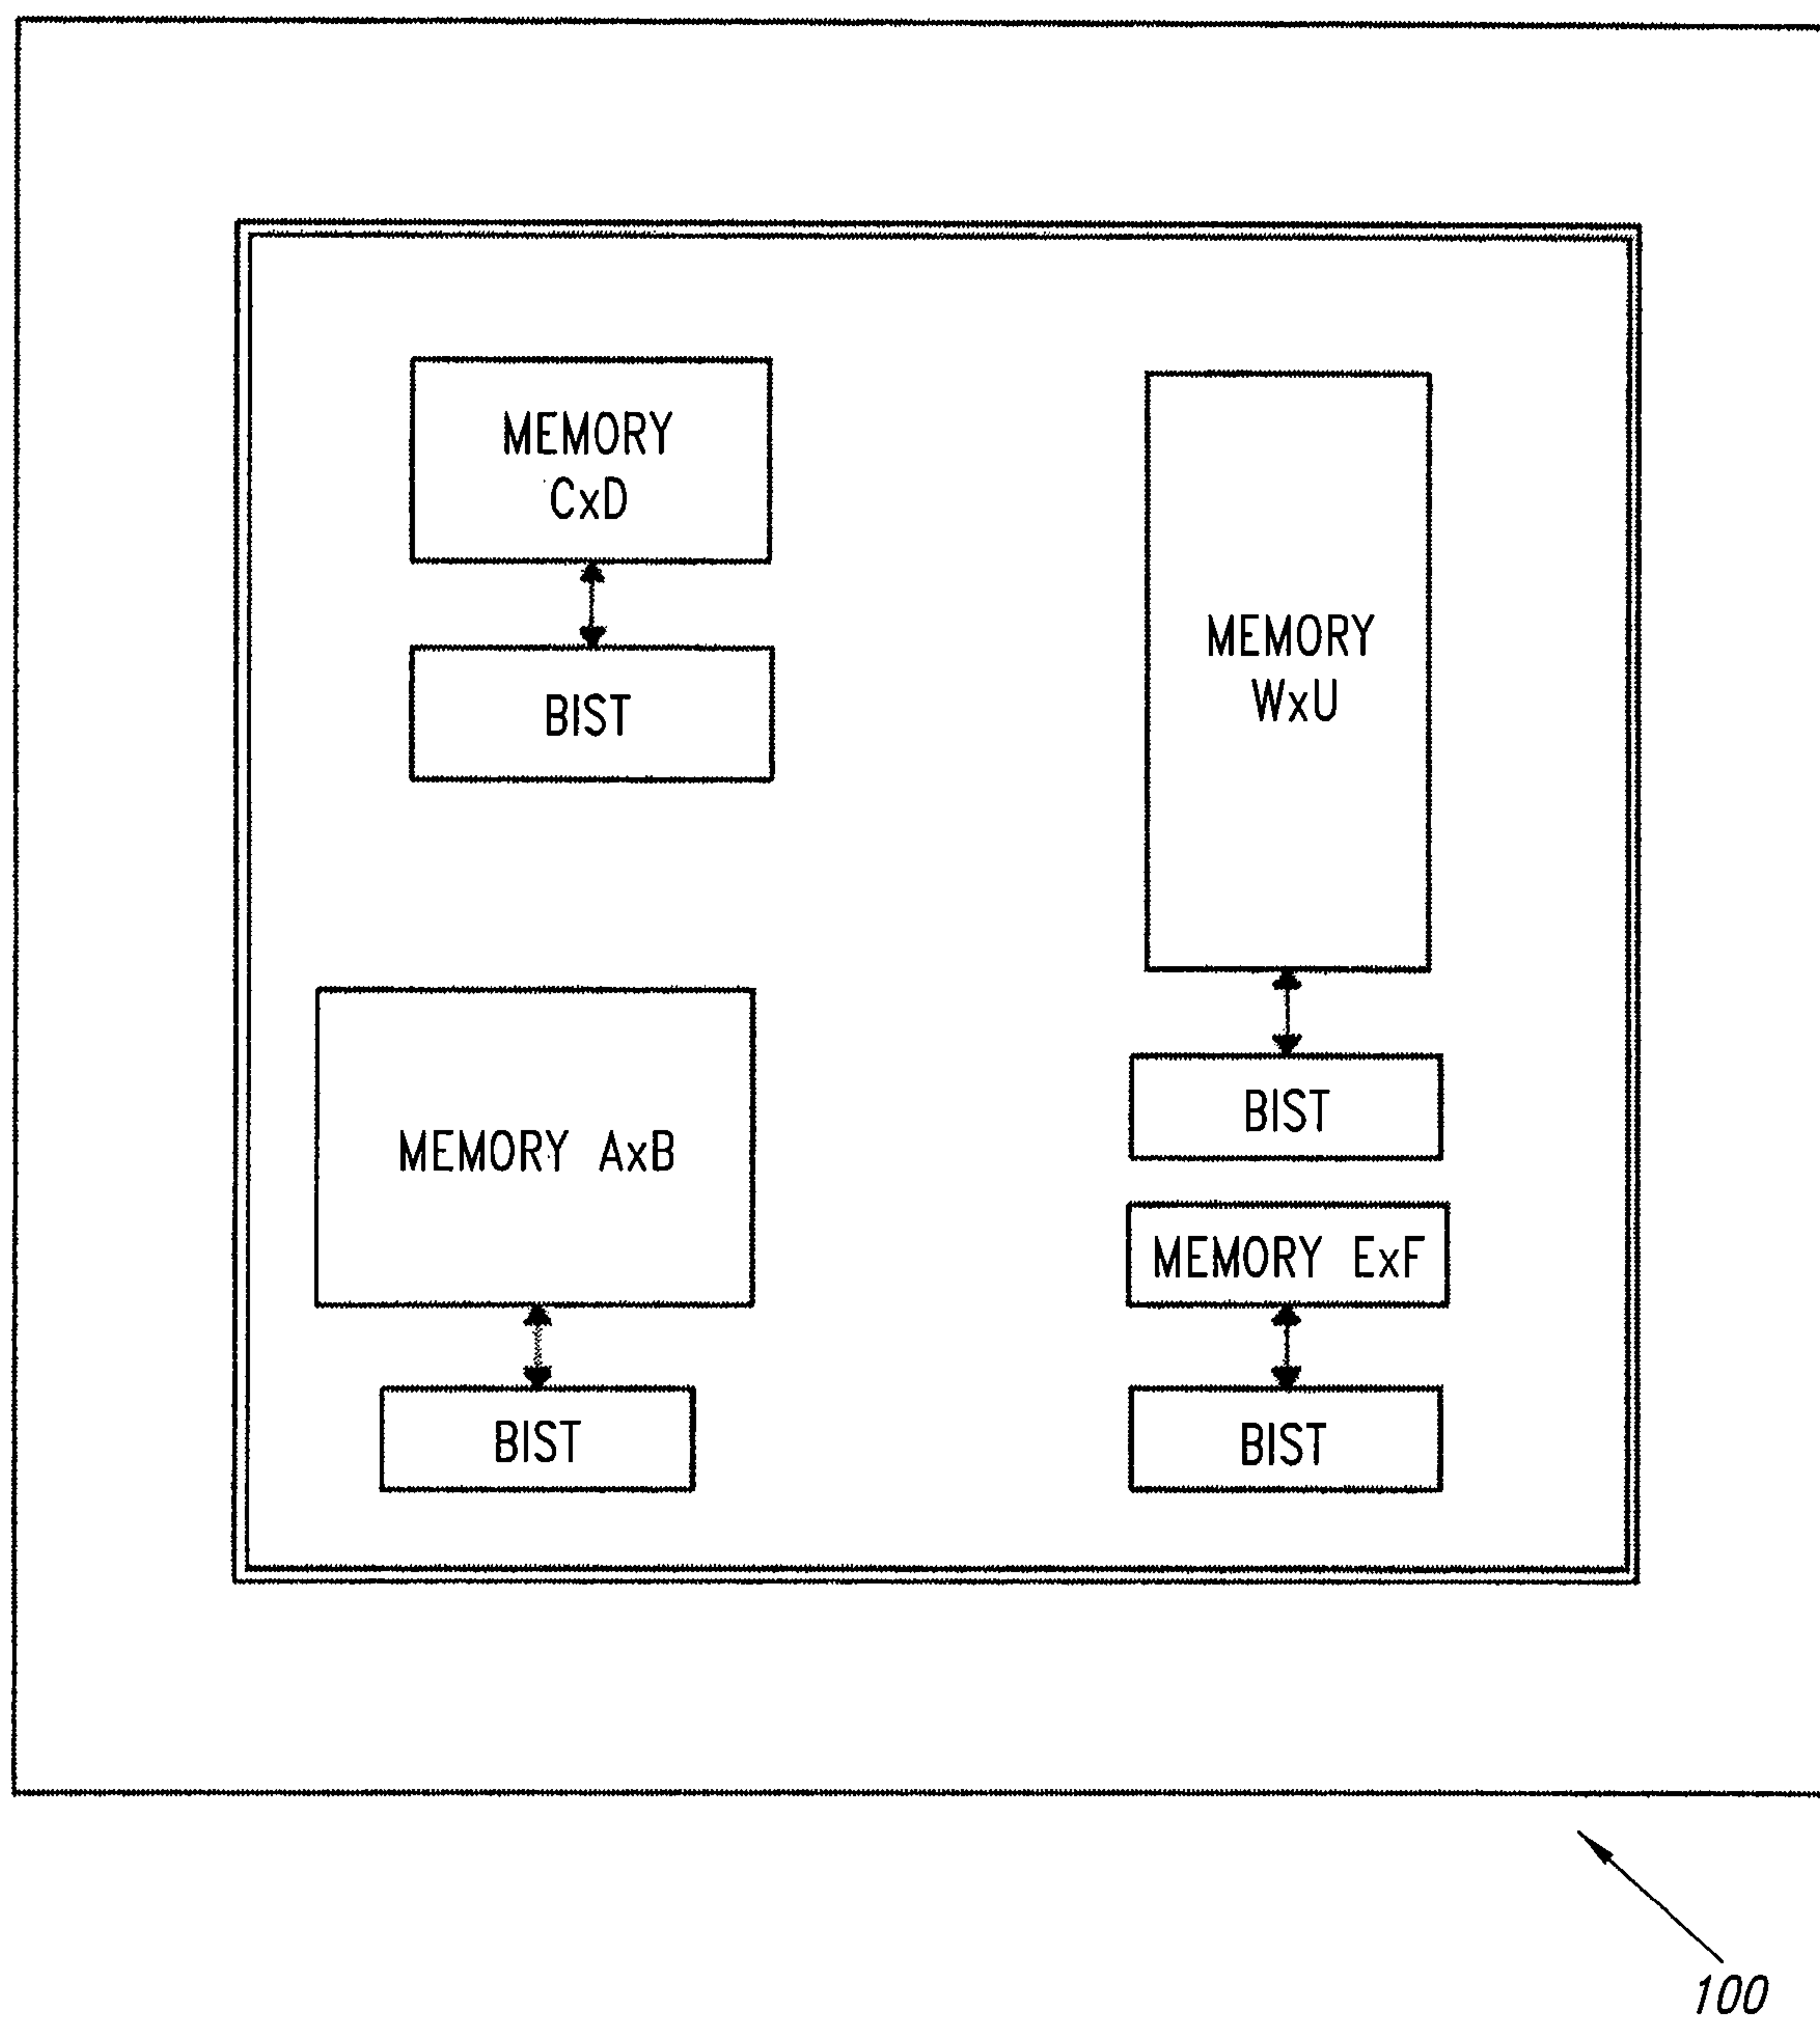 MEMORY
CxD
BIST
MEMORY
WxU
BIST
MEMORY AxB
BIST
MEMORY ExF
BIST
100